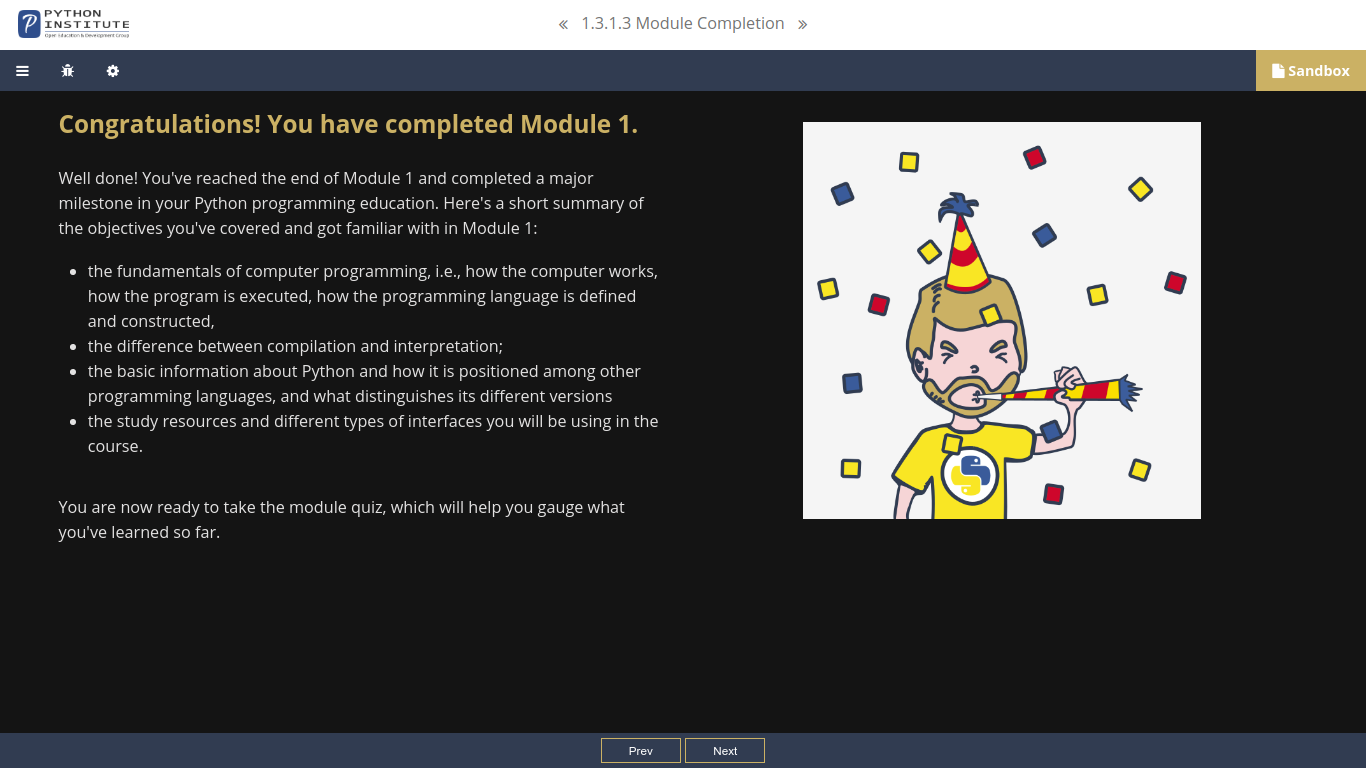 PYTHON
INSTITUTE
Open Education & Development Group
« 1.3.1.3 Module Completion »
Sandbox
Congratulations! You have completed Module 1.
Well done! You've reached the end of Module 1 and completed a major
milestone in your Python programming education. Here's a short summary of
the objectives you've covered and got familiar with in Module 1:
• the fundamentals of computer programming, i.e., how the computer works,
how the program is executed, how the programming language is defined
and constructed,
• the difference between compilation and interpretation;
• the basic information about Python and how it is positioned among other
programming languages, and what distinguishes its different versions
• the study resources and different types of interfaces you will be using in the
course.
You are now ready to take the module quiz, which will help you gauge what
you've learned so far.
Prev
Next